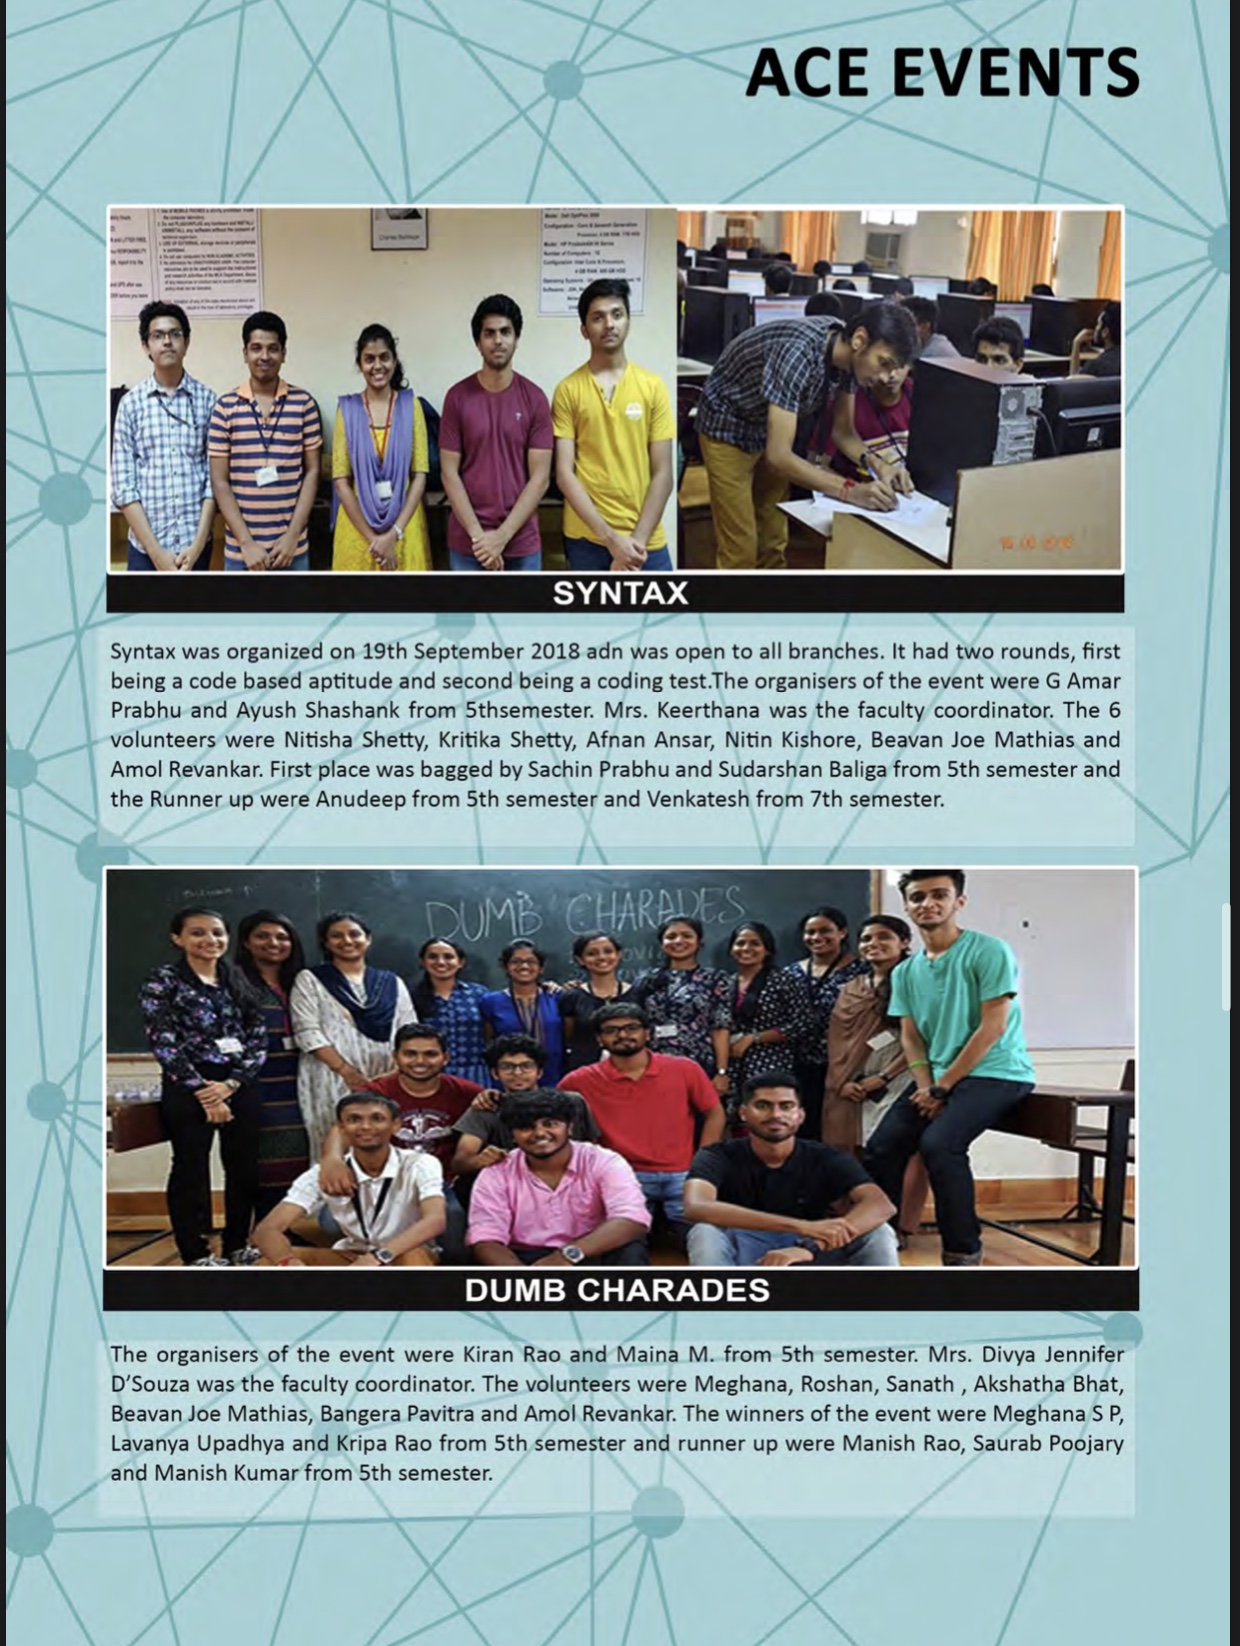 ACE EVENTS
Charles Babbage
SYNTAX
Syntax was organized on 19th September 2018 adn was open to all branches. It had two rounds, first
being a code based aptitude and second being a coding test.The organisers of the event were G Amar
Prabhu and Ayush Shashank from 5thsemester. Mrs. Keerthana was the faculty coordinator. The 6
volunteers were Nitisha Shetty, Kritika Shetty, Afnan Ansar, Nitin Kishore, Beavan Joe Mathias and
Amol Revankar. First place was bagged by Sachin Prabhu and Sudarshan Baliga from 5th semester and
the Runner up were Anudeep from 5th semester and Venkatesh from 7th semester.
DUMB CHARADES
DUMB CHARADES
The organisers of the event were Kiran Rao and Maina M. from 5th semester. Mrs. Divya Jennifer
D’Souza was the faculty coordinator. The volunteers were Meghana, Roshan, Sanath , Akshatha Bhat,
Beavan Joe Mathias, Bangera Pavitra and Amol Revankar. The winners of the event were Meghana S P,
Lavanya Upadhya and Kripa Rao from 5th semester and runner up were Manish Rao, Saurab Poojary
and Manish Kumar from 5th semester.